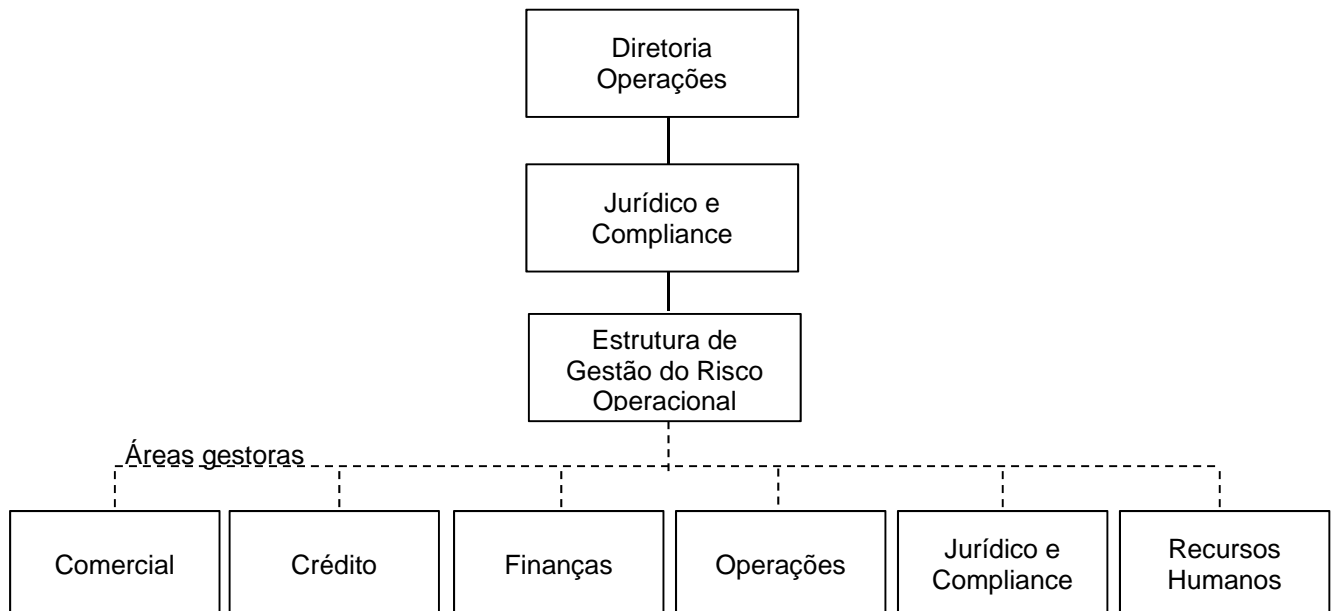 Diretoria
Operações
Jurídico e
Compliance
Estrutura de
Gestão do Risco
Operacional
Áreas gestoras
Comercial
Crédito
Finanças
Operações
Jurídico e
Compliance
Recursos
Humanos